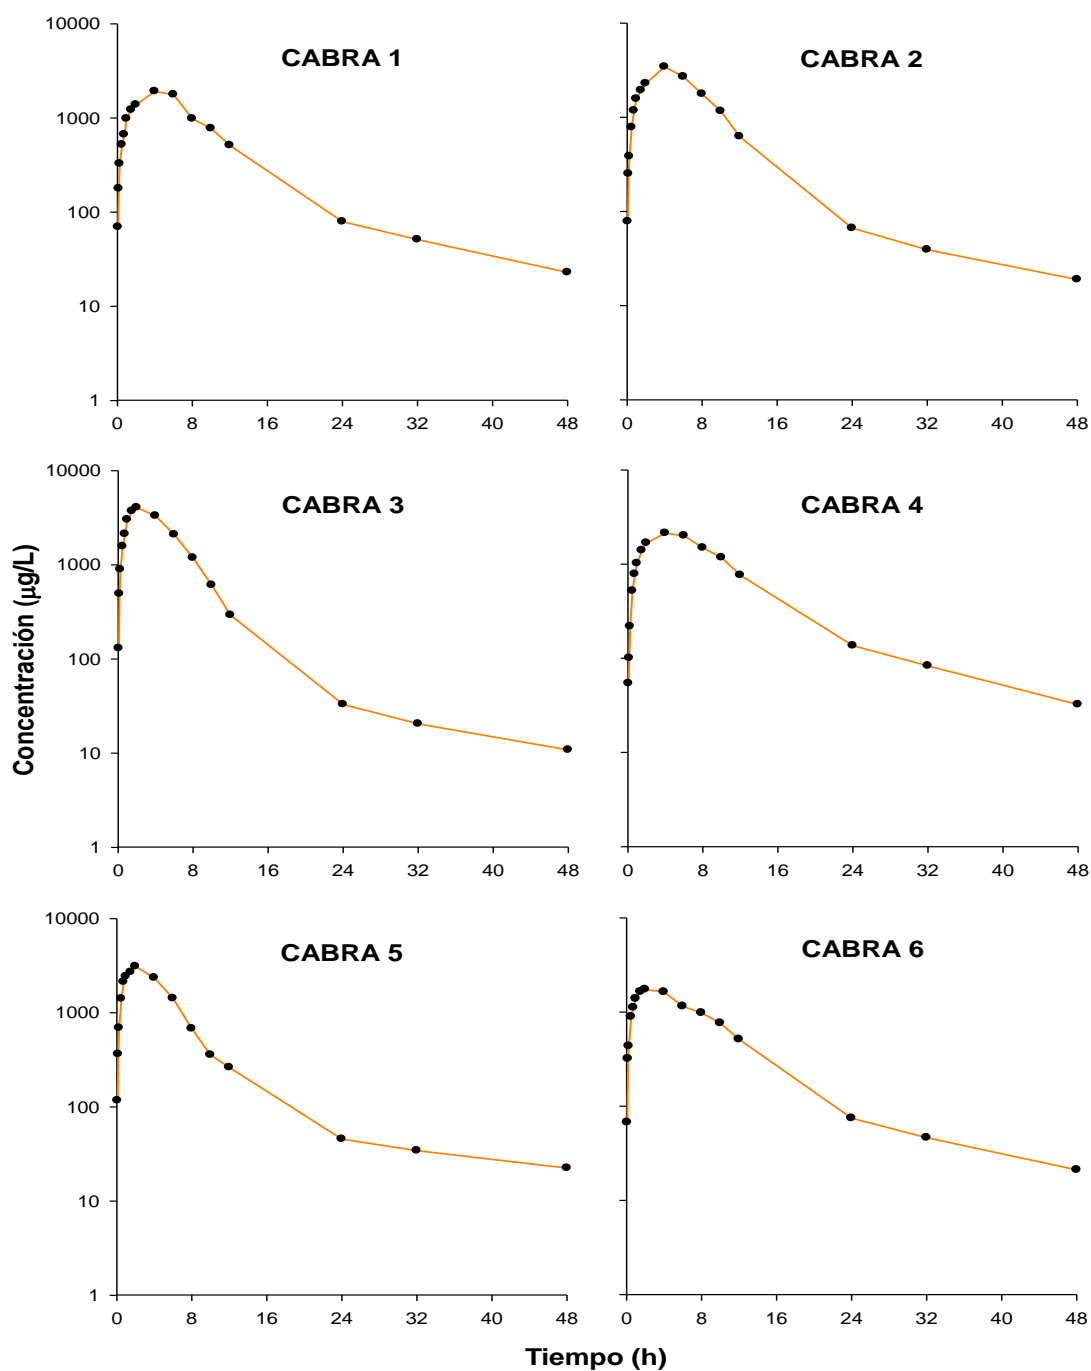 CABRA 1
10000
1000
100
10
1
0 8 16 24 32 40 48
CABRA 2
0 8 16 24 32 40 48
CABRA 3
10000
1000
100
10
1
0 8 16 24 32 40 48
CABRA 4
0 8 16 24 32 40 48
Concentración (µg/L)
CABRA 5
10000
1000
100
10
1
0 8 16 24 32 40 48
CABRA 6
0 8 16 24 32 40 48
Tiempo (h)